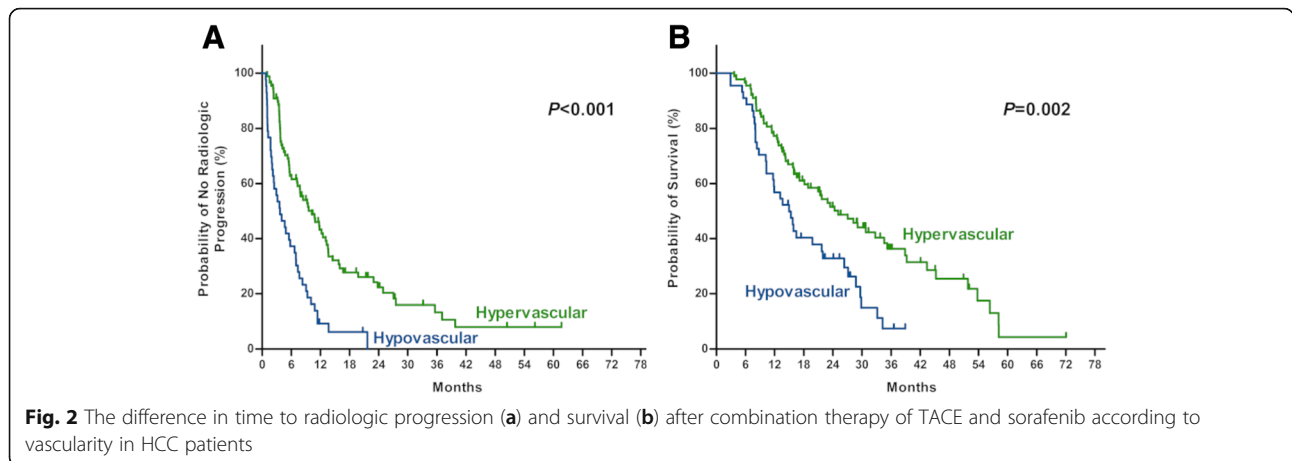 A
B
Probability of No Radiologic
Progression (%)
100
80
60
40
20
0
P<0.001
Hypervascular
Hypovascular
0 6 12 18 24 30 36 42 48 54 60 66 72 78
Months
Probability of Survival (%)
100
80
60
40
20
0
P=0.002
Hypervascular
Hypovascular
0 6 12 18 24 30 36 42 48 54 60 66 72 78
Months
Fig. 2 The difference in time to radiologic progression (a) and survival (b) after combination therapy of TACE and sorafenib according to
vascularity in HCC patients